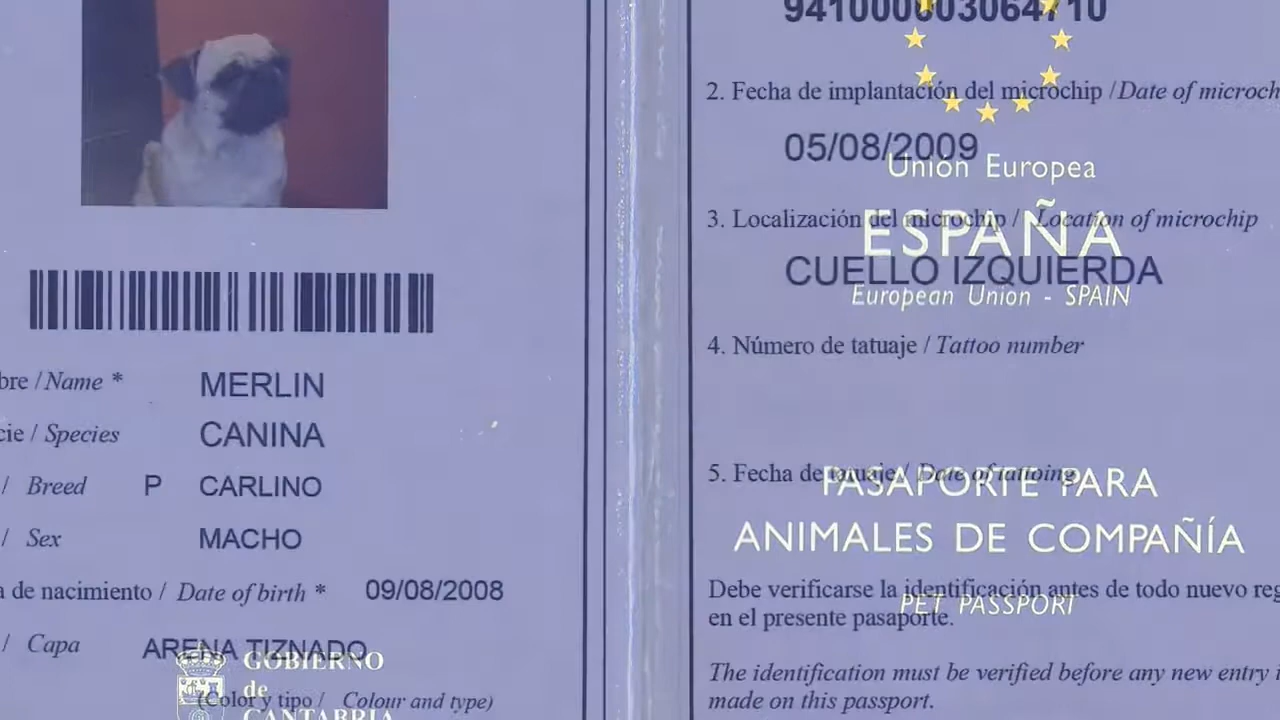 bre / Name * MERLIN
cie / Species CANINA
/ Breed P CARLINO
/ Sex MACHO
a de nacimiento / Date of birth * 09/08/2008
/ Capa ARENA TIZNADO
(Color y tipo / Colour and type)
GOBIERNO
de
CANTABRIA
941000003064710
2. Fecha de implantación del microchip / Date of microch
05/08/2009
Unión Europea
3. Localización del microchip / Location of microchip
ESPAÑA
CUELLO IZQUIERDA
European Union - SPAIN
4. Número de tatuaje / Tattoo number
5. Fecha de tatuaje / Date of tattoing
PASAPORTE PARA
ANIMALES DE COMPAÑÍA
Debe verificarse la identificación antes de todo nuevo reg
PET PASSPORT
en el presente pasaporte.
The identification must be verified before any new entry i
made on this passport.